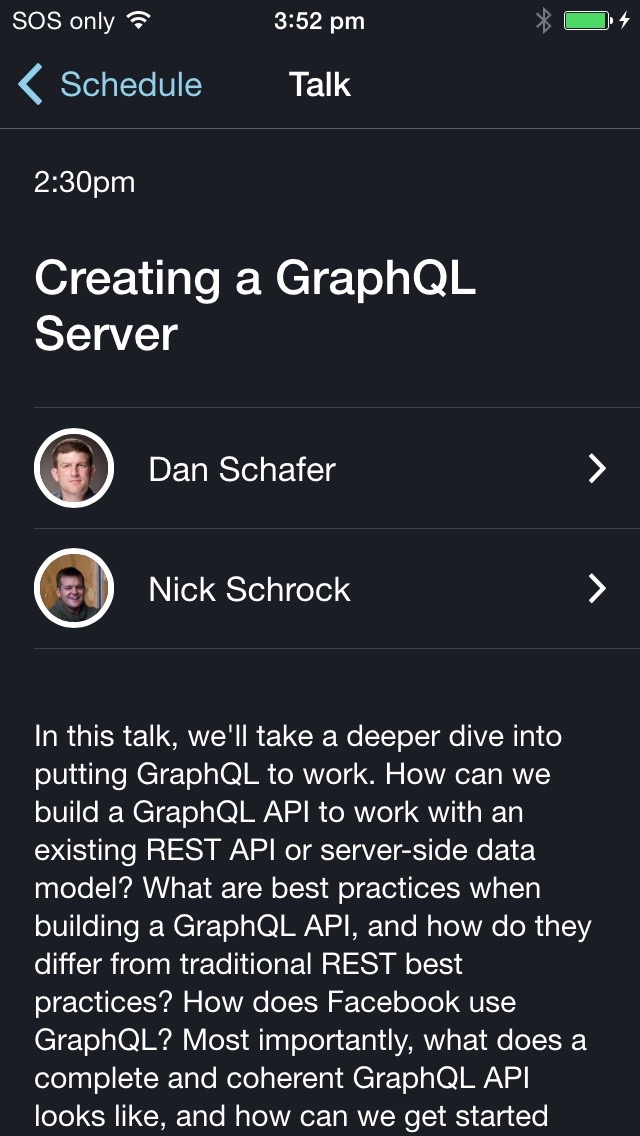 SOS only 3:52 pm
Schedule Talk
2:30pm
Creating a GraphQL
Server
Dan Schafer
Nick Schrock
In this talk, we'll take a deeper dive into
putting GraphQL to work. How can we
build a GraphQL API to work with an
existing REST API or server-side data
model? What are best practices when
building a GraphQL API, and how do they
differ from traditional REST best
practices? How does Facebook use
GraphQL? Most importantly, what does a
complete and coherent GraphQL API
looks like, and how can we get started